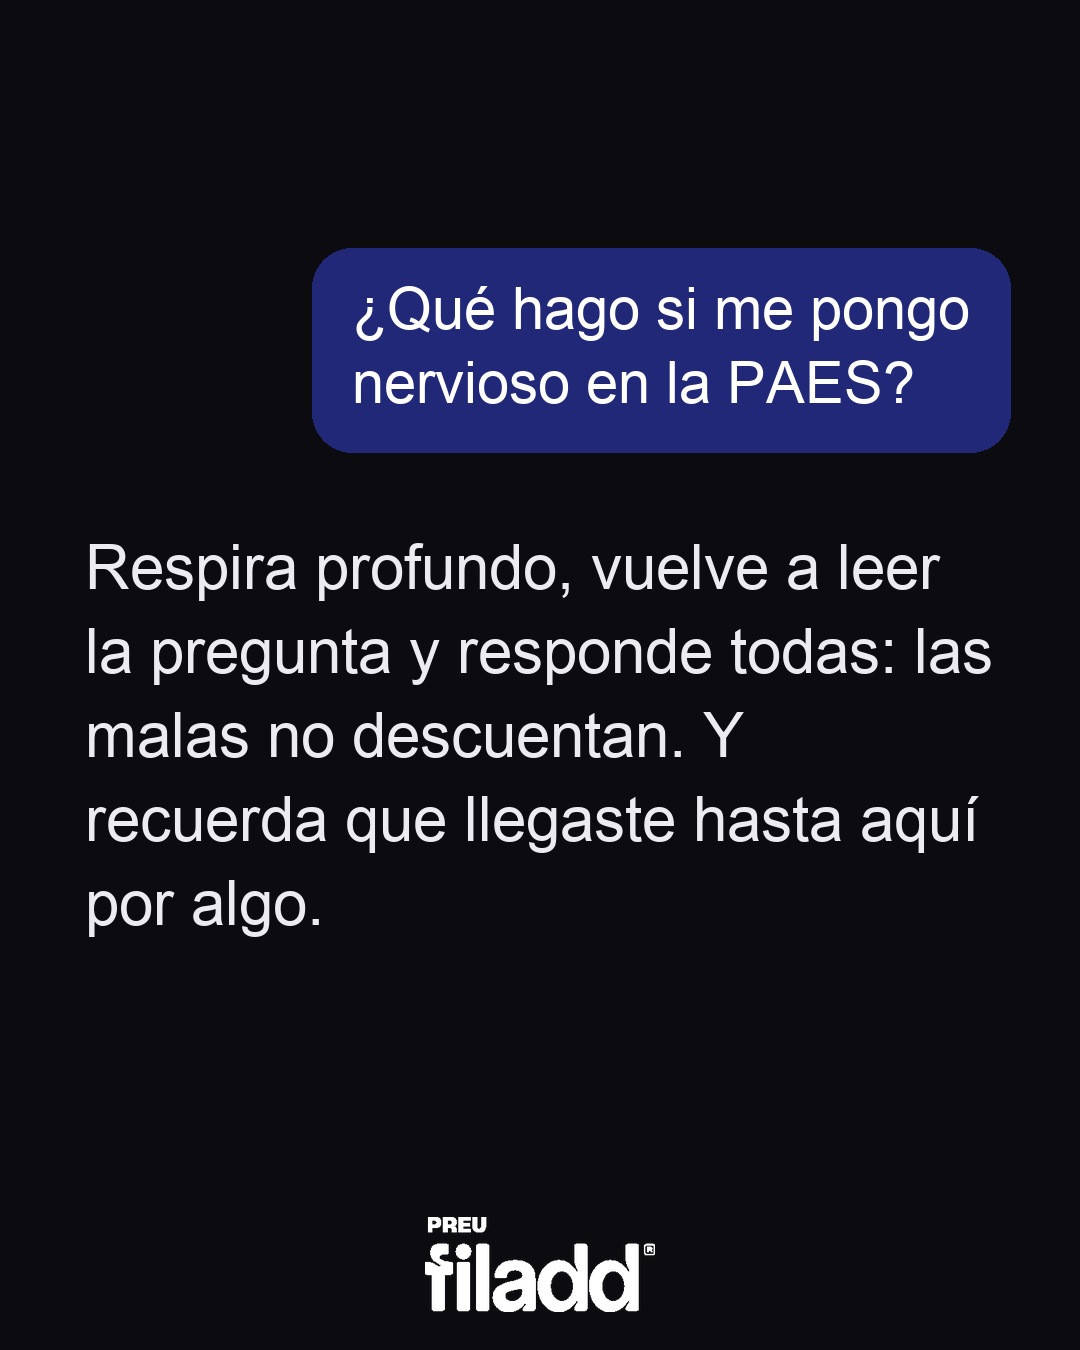 ¿Qué hago si me pongo
nervioso en la PAES?
Respira profundo, vuelve a leer
la pregunta y responde todas: las
malas no descuentan. Y
recuerda que llegaste hasta aquí
por algo.
PREU
filadd®